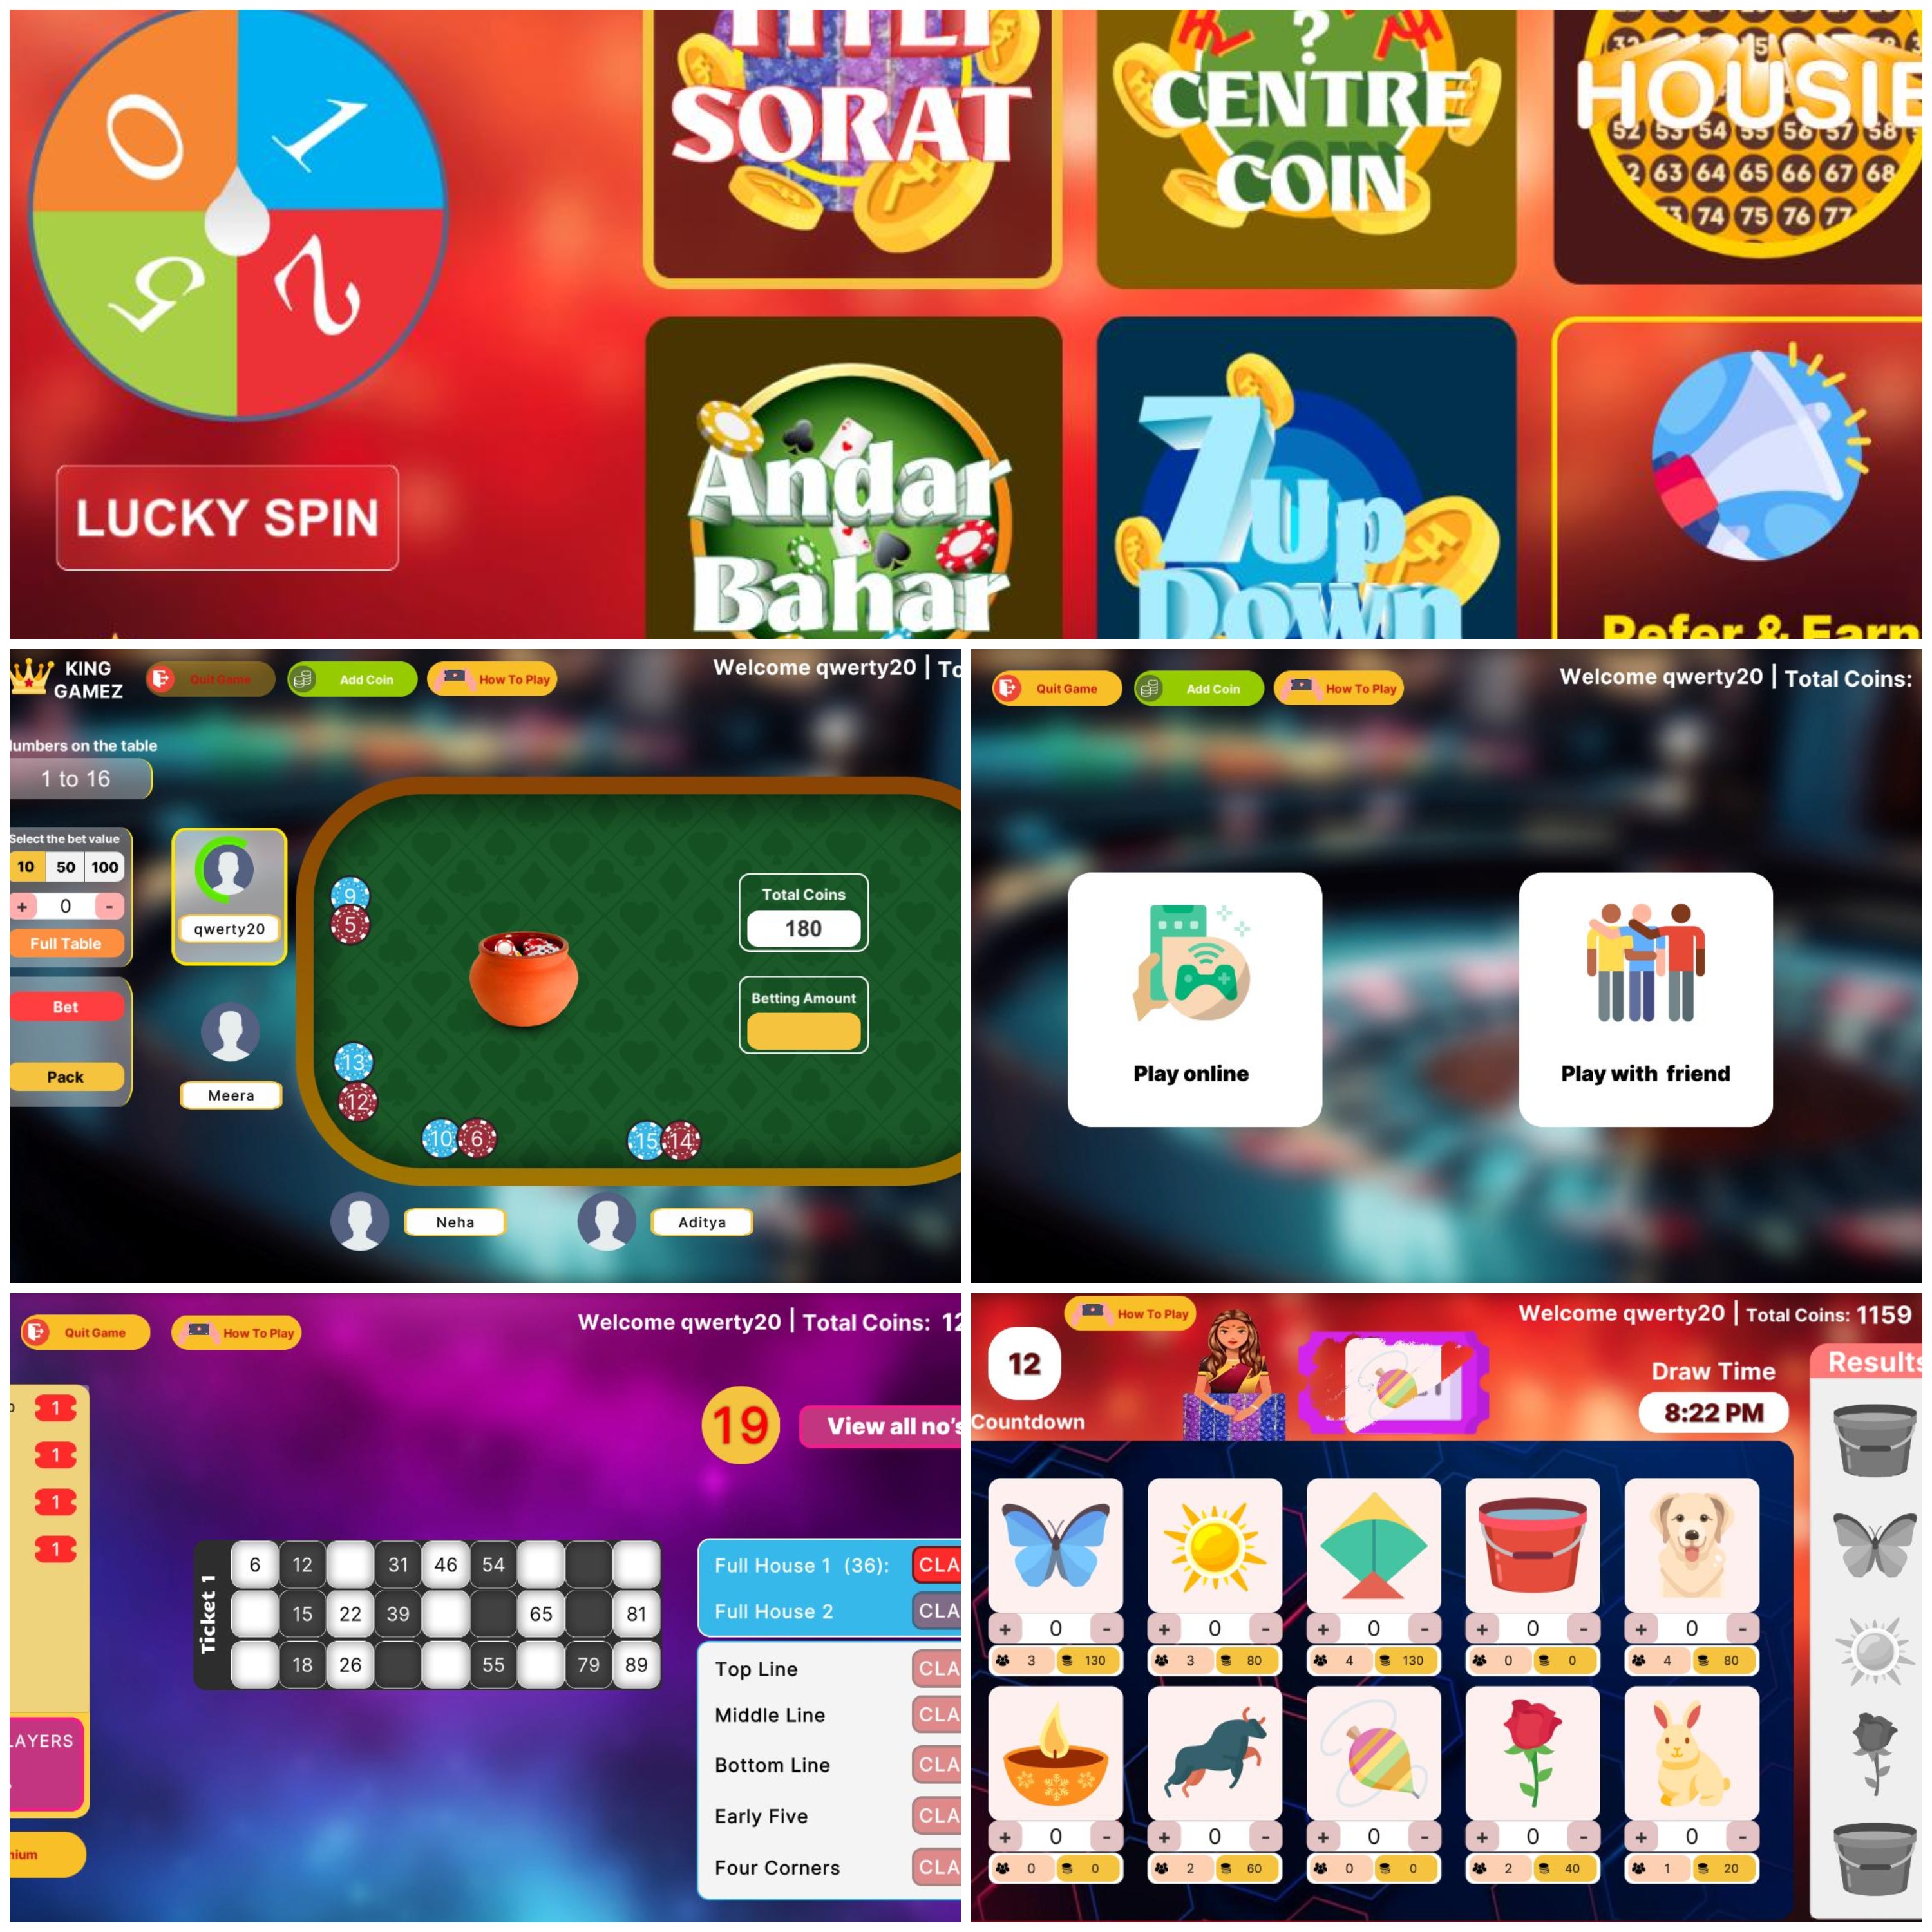 0
1
5
2
LUCKY SPIN
TITLI
SORAT
?
CENTRE
COIN
HOUSIE
52 53 54 55 56 57 58
63 64 65 66 67 68
74 75 76 77
Andar
Bahar
7 Up
Down
Refer & Earn
KING
GAMEZ
Quit Game
Add Coin
How To Play
Welcome qwerty20 | To
umbers on the table
1 to 16
Select the bet value
10 50 100
+ 0 -
Full Table
Bet
Pack
qwerty20
Meera
Neha
Aditya
9
5
13
12
10 6
15 14
Total Coins
180
Betting Amount
Quit Game
Add Coin
How To Play
Welcome qwerty20 | Total Coins:
Play online
Play with friend
Quit Game
How To Play
Welcome qwerty20 | Total Coins: 12
1
1
1
1
LAYERS
nium
19
View all no's
Ticket 1
6 12 31 46 54
15 22 39 65 81
18 26 55 79 89
Full House 1 (36): CLA
Full House 2 CLA
Top Line CLA
Middle Line CLA
Bottom Line CLA
Early Five CLA
Four Corners CLA
How To Play
Welcome qwerty20 | Total Coins: 1159
12
Countdown
Draw Time
8:22 PM
Results
+ 0 - + 0 - + 0 - + 0 - + 0 -
3 130 3 80 4 130 0 0 4 80
+ 0 - + 0 - + 0 - + 0 - + 0 -
0 0 2 60 0 0 2 40 1 20